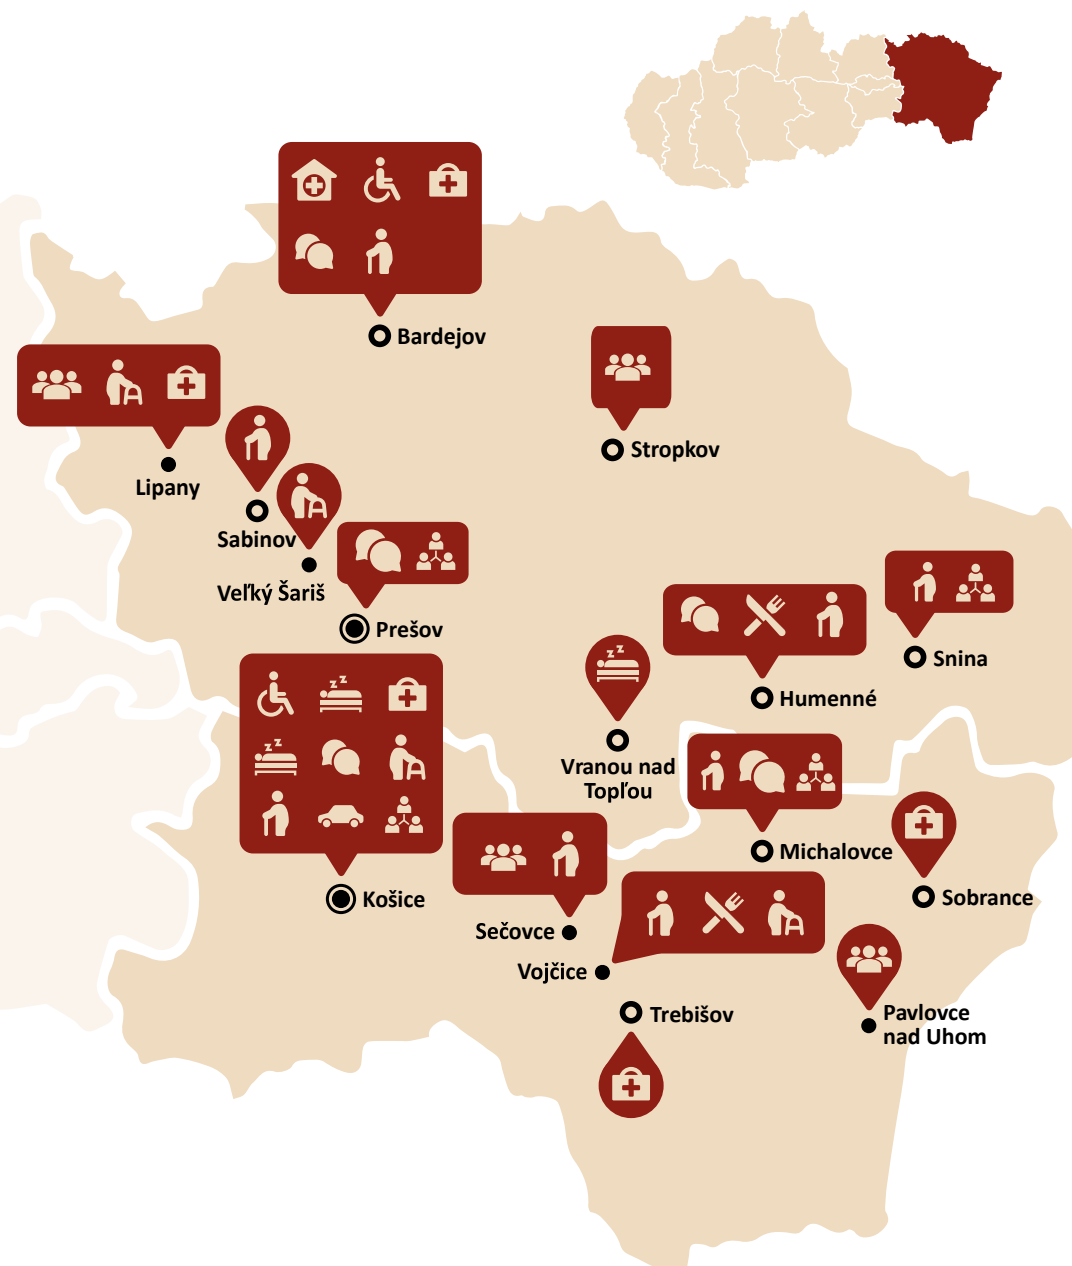 Bardejov
Stropkov
Lipany
Sabinov
Veľký Šariš
Prešov
Snina
Humenné
Vranou nad
Topľou
Michalovce
Košice
Sobrance
Sečovce
Vojčice
Trebišov
Pavlovce
nad Uhom
z z
z z
z z